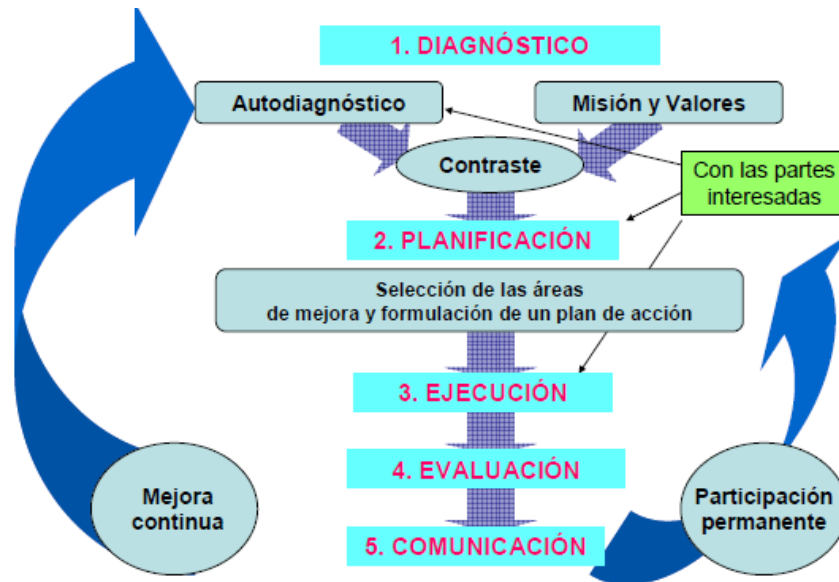 1. DIAGNÓSTICO
Autodiagnóstico
Misión y Valores
Contraste
Con las partes
interesadas
2. PLANIFICACIÓN
Selección de las áreas
de mejora y formulación de un plan de acción
3. EJECUCIÓN
4. EVALUACIÓN
Mejora
continua
Participación
permanente
5. COMUNICACIÓN